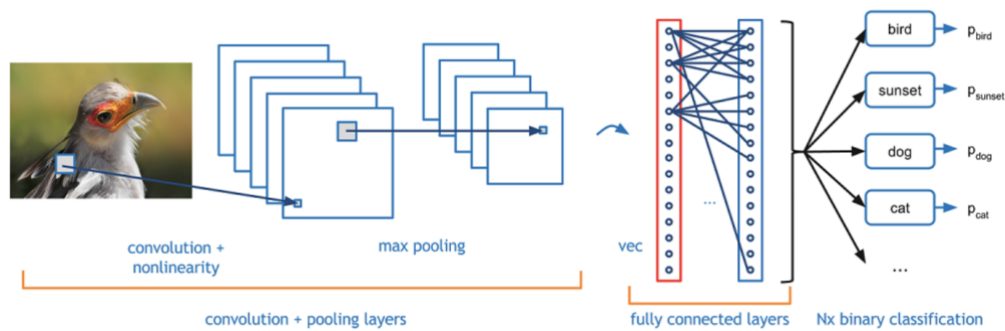 bird
p_bird
sunset
p_sunset
dog
p_dog
cat
p_cat
...
...
convolution +
nonlinearity
max pooling
vec
convolution + pooling layers
fully connected layers
Nx binary classification